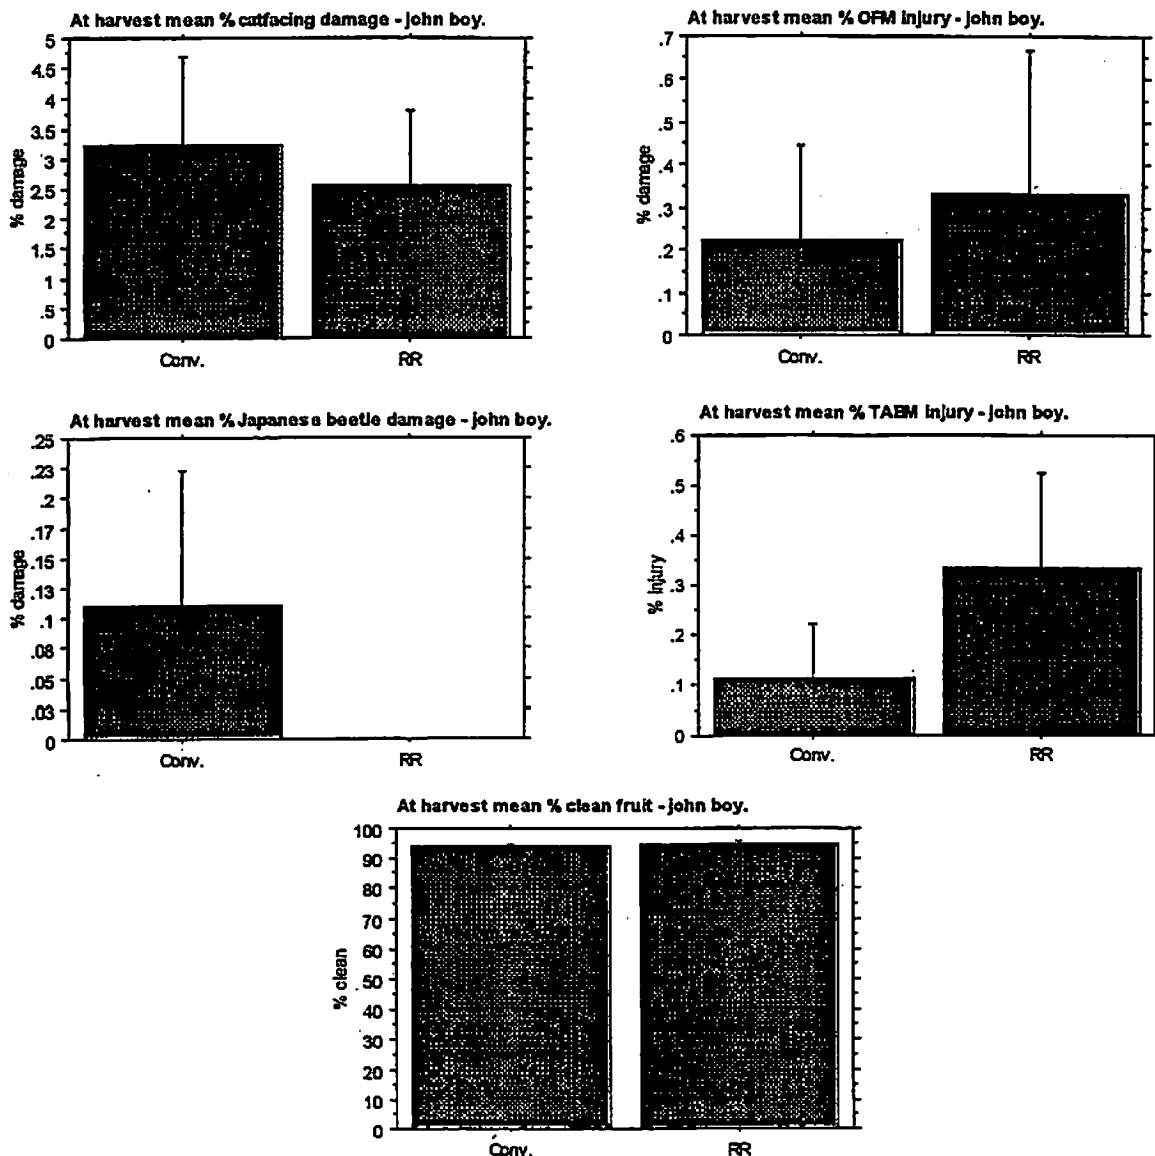 At harvest mean % catfacing damage - john boy.
5
4.5
4
3.5
3
2.5
2
1.5
1
.5
0
% damage
Conv.
RR
At harvest mean % OFM injury - john boy.
.7
.6
.5
.4
.3
.2
.1
0
% damage
Conv.
RR
At harvest mean % Japanese beetle damage - john boy.
.25
.23
.2
.17
.15
.13
.1
.08
.05
.03
0
% damage
Conv.
RR
At harvest mean % TABM injury - john boy.
.6
.5
.4
.3
.2
.1
0
% injury
Conv.
RR
At harvest mean % clean fruit - john boy.
100
90
80
70
60
50
40
30
20
10
0
% clean
Conv.
RR